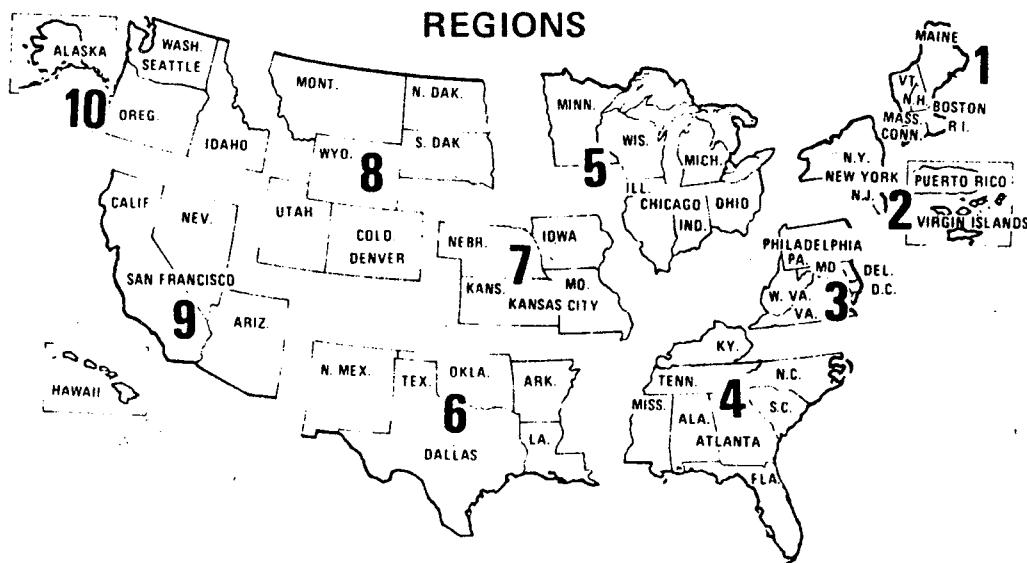 REGIONS
ALASKA
WASH.
SEATTLE
10
OREG.
IDAHO
MONT.
N. DAK.
S. DAK
WYO.
8
UTAH
COLO.
DENVER
CALIF
NEV.
SAN FRANCISCO
9
ARIZ.
HAWAII
NEBR.
IOWA
7
KANS.
MO.
KANSAS CITY
N. MEX.
TEX.
OKLA.
ARK.
6
LA.
DALLAS
MINN.
WIS.
MICH.
5
ILL.
CHICAGO
IND.
OHIO
MAINE
1
VT.
N.H.
BOSTON
MASS.
CONN.
R I.
N.Y.
NEW YORK
N.J.
2
PUERTO RICO
VIRGIN ISLANDS
PHILADELPHIA
PA.
MD
DEL.
D.C.
W. VA.
VA.
3
KY.
TENN.
N.C.
4
MISS.
ALA.
S.C.
ATLANTA
FLA.